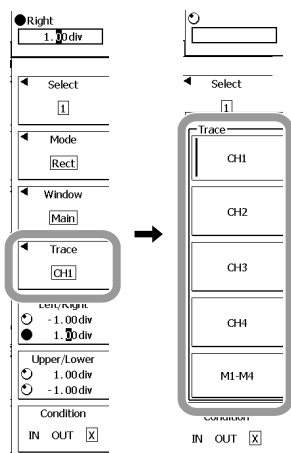 Right
1.00div
Select
1
Mode
Rect
Window
Main
Trace
CH1
Left/Right
-1.00div
1.00div
Upper/Lower
1.00div
-1.00div
Condition
IN OUT X
Select
1
Trace
CH1
CH2
CH3
CH4
M1-M4
Condition
IN OUT X